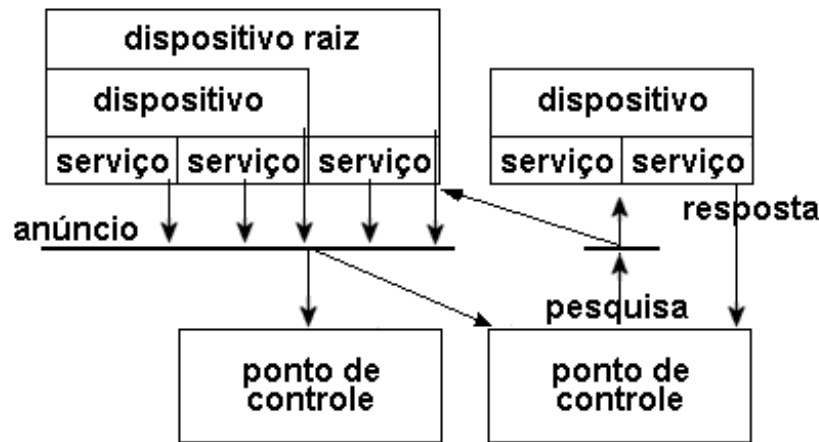 dispositivo raiz
dispositivo
serviço serviço serviço
dispositivo
serviço serviço
anúncio
resposta
pesquisa
ponto de
controle
ponto de
controle